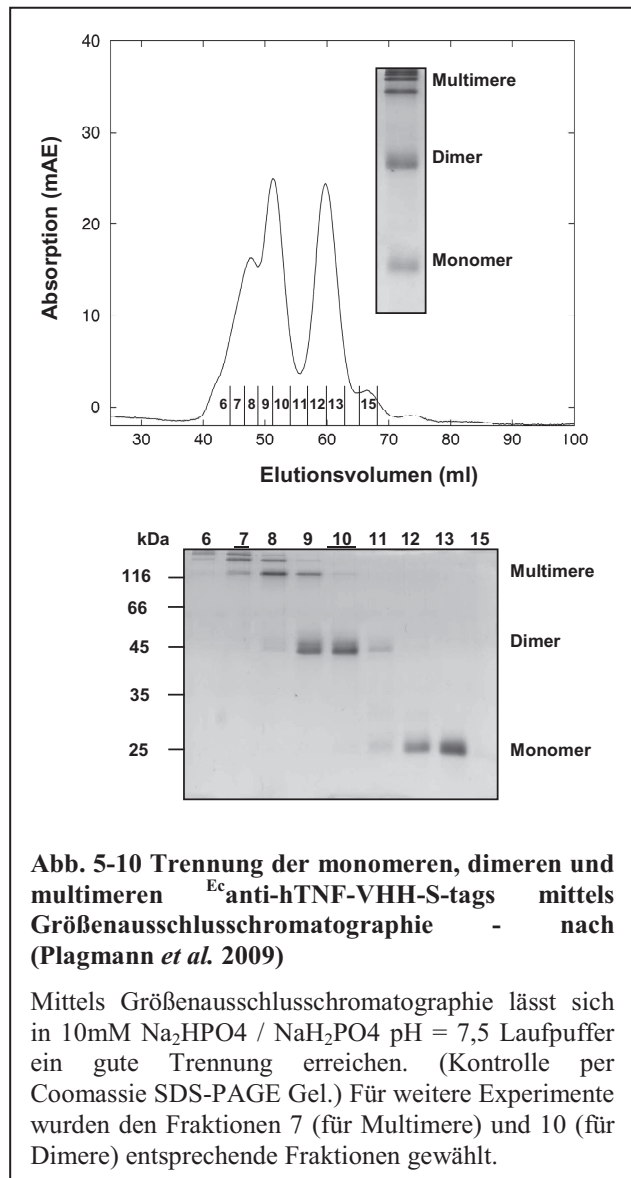 40
30
20
10
0
Absorption (mAE)
Multimere
Dimer
Monomer
6 7 8 9 10 11 12 13 15
30 40 50 60 70 80 90 100
Elutionsvolumen (ml)
kDa 6 7 8 9 10 11 12 13 15
116 Multimere
66
45 Dimer
35
25 Monomer
Abb. 5-10 Trennung der monomeren, dimeren und
multimeren Ecanti-hTNF-VHH-S-tags mittels
Größenausschlusschromatographie - nach
(Plagmann et al. 2009)
Mittels Größenausschlusschromatographie lässt sich
in 10mM Na₂HPO4 / NaH₂PO4 pH = 7,5 Laufpuffer
ein gute Trennung erreichen. (Kontrolle per
Coomassie SDS-PAGE Gel.) Für weitere Experimente
wurden den Fraktionen 7 (für Multimere) und 10 (für
Dimere) entsprechende Fraktionen gewählt.